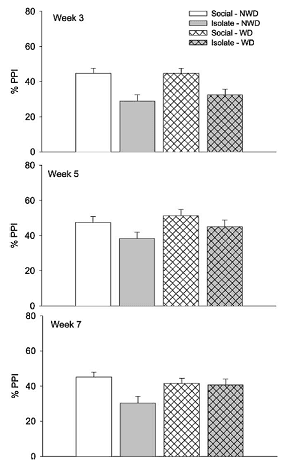 Week 3
Social - NWD
Isolate - NWD
Social - WD
Isolate - WD
80
60
40
20
0
% PPI
Week 5
80
60
40
20
0
% PPI
Week 7
80
60
40
20
0
% PPI